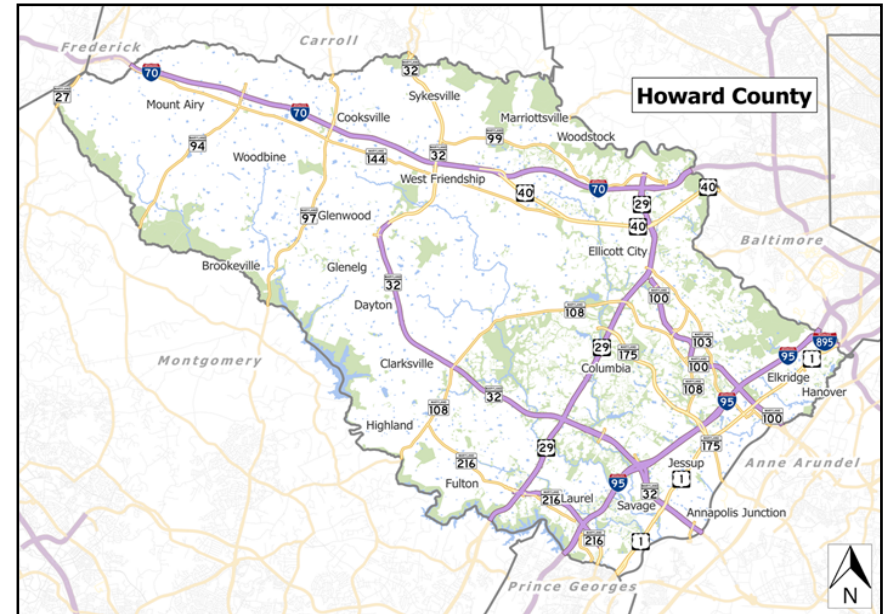 Frederick
Carroll
70
32
27
Mount Airy
Sykesville
Howard County
70
Cooksville
Marriottsville
94
99
Woodstock
Woodbine
144
32
West Friendship
40
70
40
29
97
Glenwood
40
Ellicott City
Baltimore
Brookeville
Glenelg
32
100
Dayton
108
103
895
29
175
95
1
Montgomery
Clarksville
Columbia
100
Elkridge
32
108
Hanover
95
108
100
Highland
29
175
216
Jessup
Anne Arundel
Fulton
95
1
32
216
Laurel
Savage
Annapolis Junction
216
1
Prince Georges
N
MARYLAND